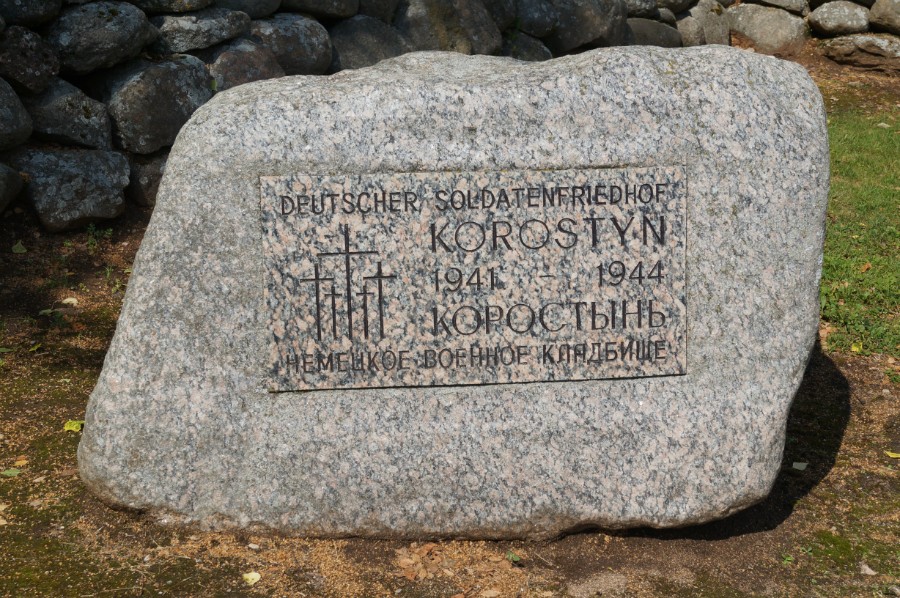 DEUTSCHER SOLDATENFRIEDHOF
KOROSTYN
1941 - 1944
КОРОСТЫНЬ
НЕМЕЦКОЕ ВОЕННОЕ КЛАДБИЩЕ